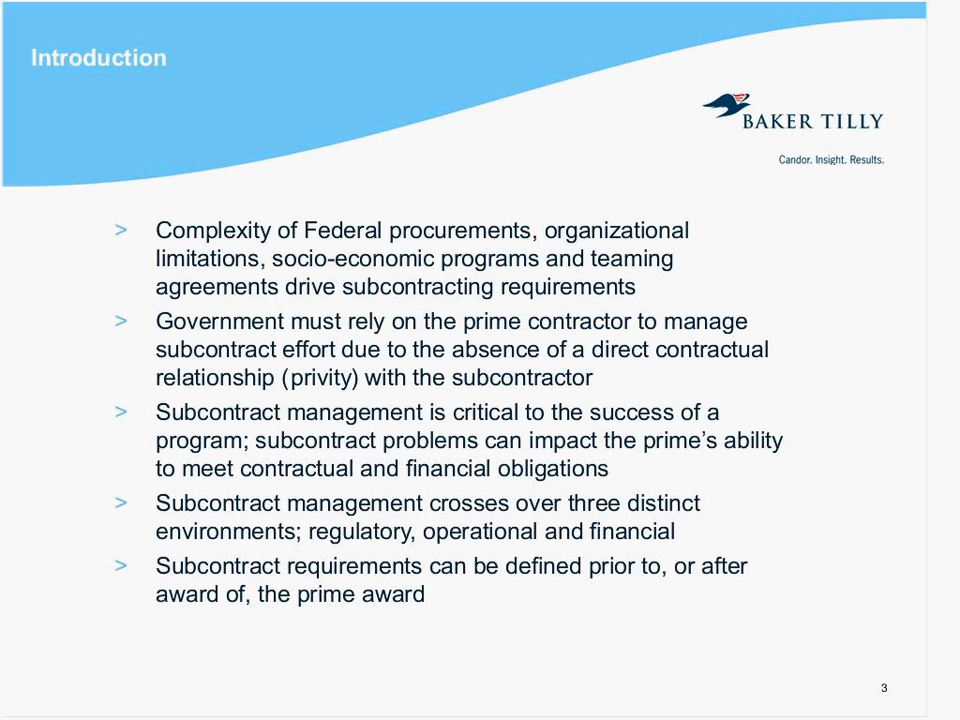 Introduction
BAKER TILLY
Candor. Insight. Results.
> Complexity of Federal procurements, organizational
limitations, socio-economic programs and teaming
agreements drive subcontracting requirements
> Government must rely on the prime contractor to manage
subcontract effort due to the absence of a direct contractual
relationship (privity) with the subcontractor
> Subcontract management is critical to the success of a
program; subcontract problems can impact the prime’s ability
to meet contractual and financial obligations
> Subcontract management crosses over three distinct
environments; regulatory, operational and financial
> Subcontract requirements can be defined prior to, or after
award of, the prime award
3